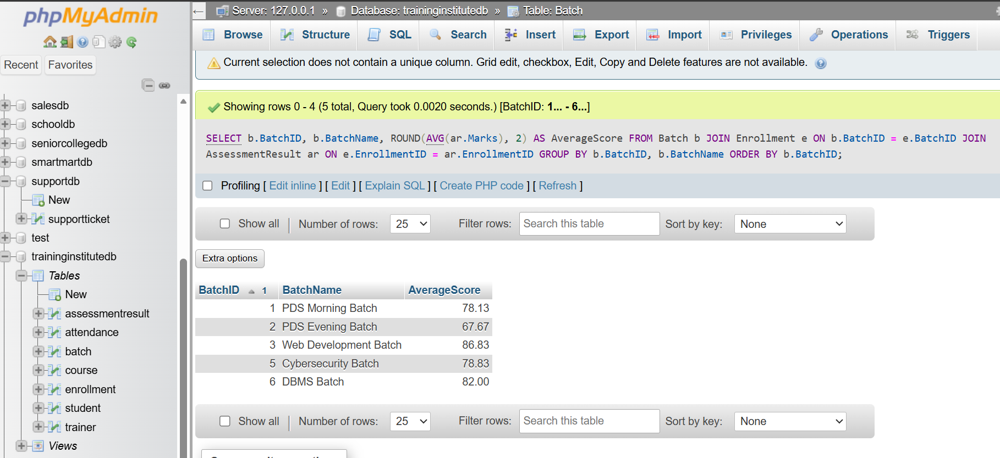 phpMyAdmin
Recent
Favorites
salesdb
schooldb
seniorcollegedb
smartmartdb
supportdb
New
supportticket
test
traininginstitutedb
Tables
New
assessmentresult
attendance
batch
course
enrollment
student
trainer
Views
Server: 127.0.0.1 » Database: traininginstitutedb » Table: Batch
Browse Structure SQL Search Insert Export Import Privileges Operations Triggers
Current selection does not contain a unique column. Grid edit, checkbox, Edit, Copy and Delete features are not available.
Showing rows 0 - 4 (5 total, Query took 0.0020 seconds.) [BatchID: 1... - 6...]
SELECT b.BatchID, b.BatchName, ROUND(AVG(ar.Marks), 2) AS AverageScore FROM Batch b JOIN Enrollment e ON b.BatchID = e.BatchID JOIN
AssessmentResult ar ON e.EnrollmentID = ar.EnrollmentID GROUP BY b.BatchID, b.BatchName ORDER BY b.BatchID;
Profiling [ Edit inline ] [ Edit ] [ Explain SQL ] [ Create PHP code ] [ Refresh ]
Show all | Number of rows: 25 Filter rows: Search this table Sort by key: None
Extra options
BatchID 1 BatchName AverageScore
1 PDS Morning Batch 78.13
2 PDS Evening Batch 67.67
3 Web Development Batch 86.83
5 Cybersecurity Batch 78.83
6 DBMS Batch 82.00
Show all | Number of rows: 25 Filter rows: Search this table Sort by key: None